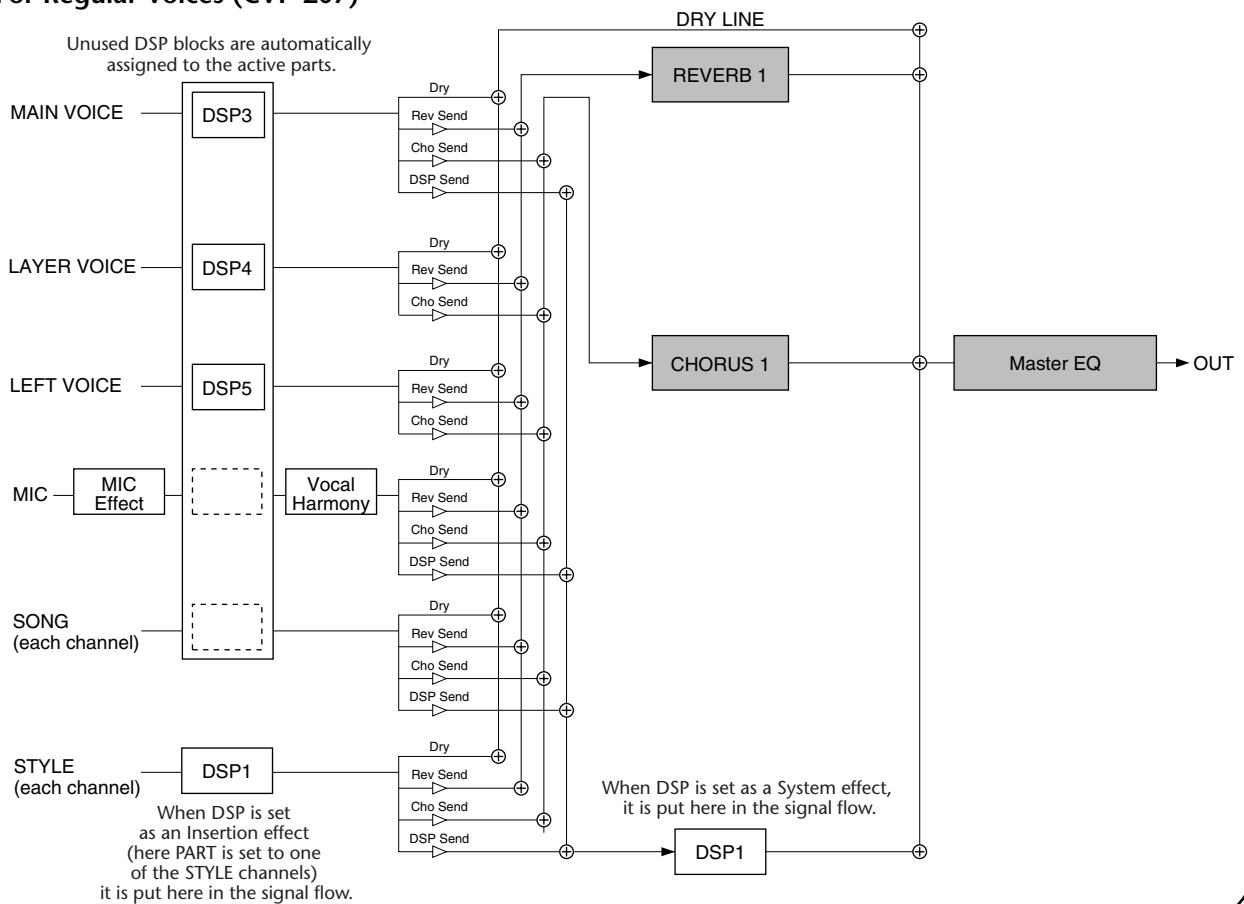 For Regular Voices (CVP-207)
DRY LINE
Unused DSP blocks are automatically
assigned to the active parts.
REVERB 1
MAIN VOICE
DSP3
Dry
Rev Send
Cho Send
DSP Send
LAYER VOICE
DSP4
Dry
Rev Send
Cho Send
CHORUS 1
Master EQ
OUT
LEFT VOICE
DSP5
Dry
Rev Send
Cho Send
MIC
MIC
Effect
Vocal
Harmony
Dry
Rev Send
Cho Send
DSP Send
SONG
(each channel)
Dry
Rev Send
Cho Send
DSP Send
STYLE
(each channel)
DSP1
Dry
Rev Send
Cho Send
DSP Send
When DSP is set
as an Insertion effect
(here PART is set to one
of the STYLE channels)
it is put here in the signal flow.
When DSP is set as a System effect,
it is put here in the signal flow.
DSP1